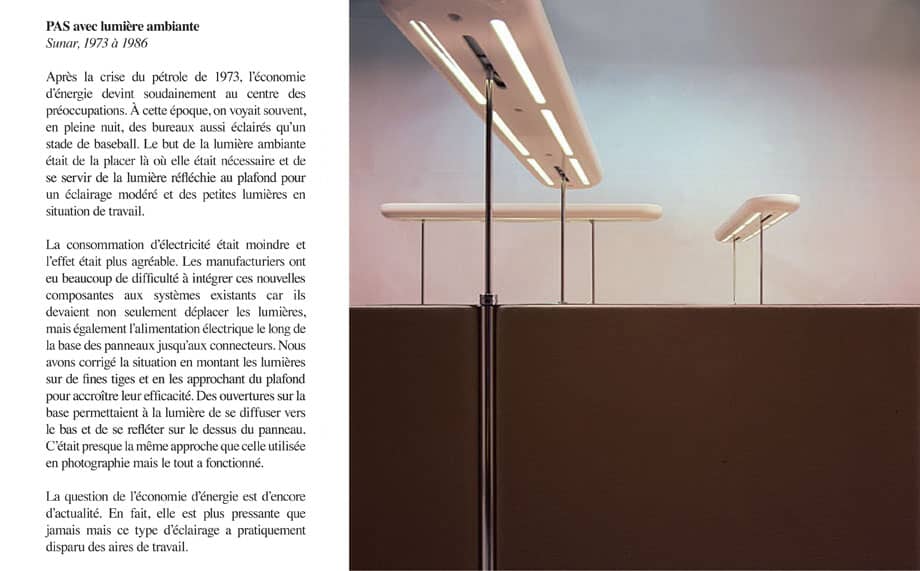 PAS avec lumière ambiante
Sunar, 1973 à 1986
Après la crise du pétrole de 1973, l'économie
d'énergie devint soudainement au centre des
préoccupations. À cette époque, on voyait souvent,
en pleine nuit, des bureaux aussi éclairés qu'un
stade de baseball. Le but de la lumière ambiante
était de la placer là où elle était nécessaire et de
se servir de la lumière réfléchie au plafond pour
un éclairage modéré et des petites lumières en
situation de travail.
La consommation d'électricité était moindre et
l'effet était plus agréable. Les manufacturiers ont
eu beaucoup de difficulté à intégrer ces nouvelles
composantes aux systèmes existants car ils
devaient non seulement déplacer les lumières,
mais également l'alimentation électrique le long de
la base des panneaux jusqu'aux connecteurs. Nous
avons corrigé la situation en montant les lumières
sur de fines tiges et en les approchant du plafond
pour accroître leur efficacité. Des ouvertures sur la
base permettaient à la lumière de se diffuser vers
le bas et de se refléter sur le dessus du panneau.
C'était presque la même approche que celle utilisée
en photographie mais le tout a fonctionné.
La question de l'économie d'énergie est d'encore
d'actualité. En fait, elle est plus pressante que
jamais mais ce type d'éclairage a pratiquement
disparu des aires de travail.